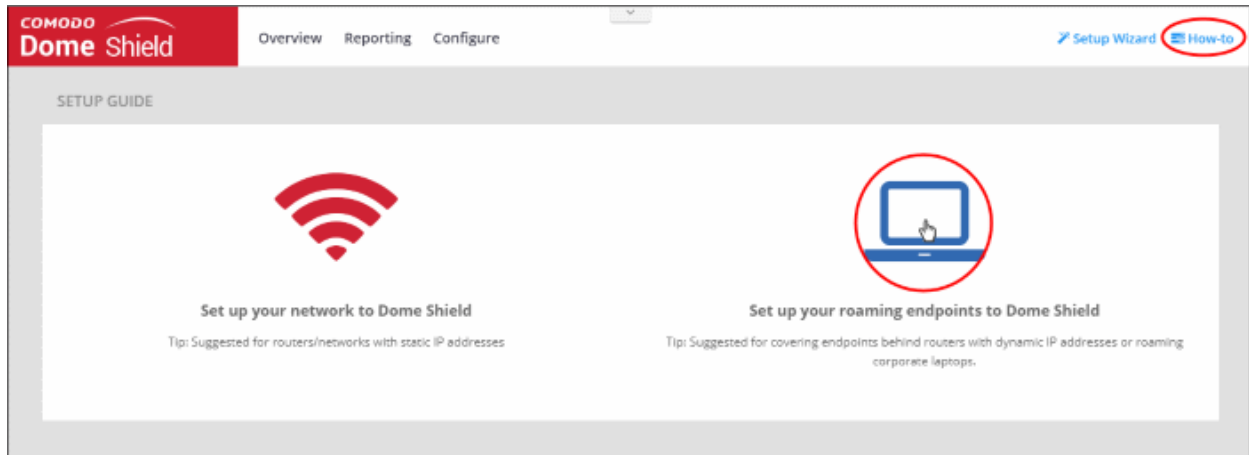 COMODO
Dome Shield
Overview Reporting Configure
Setup Wizard How-to
SETUP GUIDE
Set up your network to Dome Shield
Tip: Suggested for routers/networks with static IP addresses
Set up your roaming endpoints to Dome Shield
Tip: Suggested for covering endpoints behind routers with dynamic IP addresses or roaming
corporate laptops.